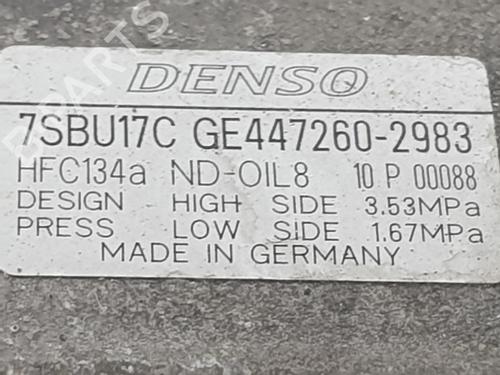 DENSO
7SBU17C GE447260-2983
HFC134a ND-OIL8 10 P 00088
DESIGN HIGH SIDE 3.53MPa
PRESS LOW SIDE 1.67MPa
MADE IN GERMANY
B-PARTS